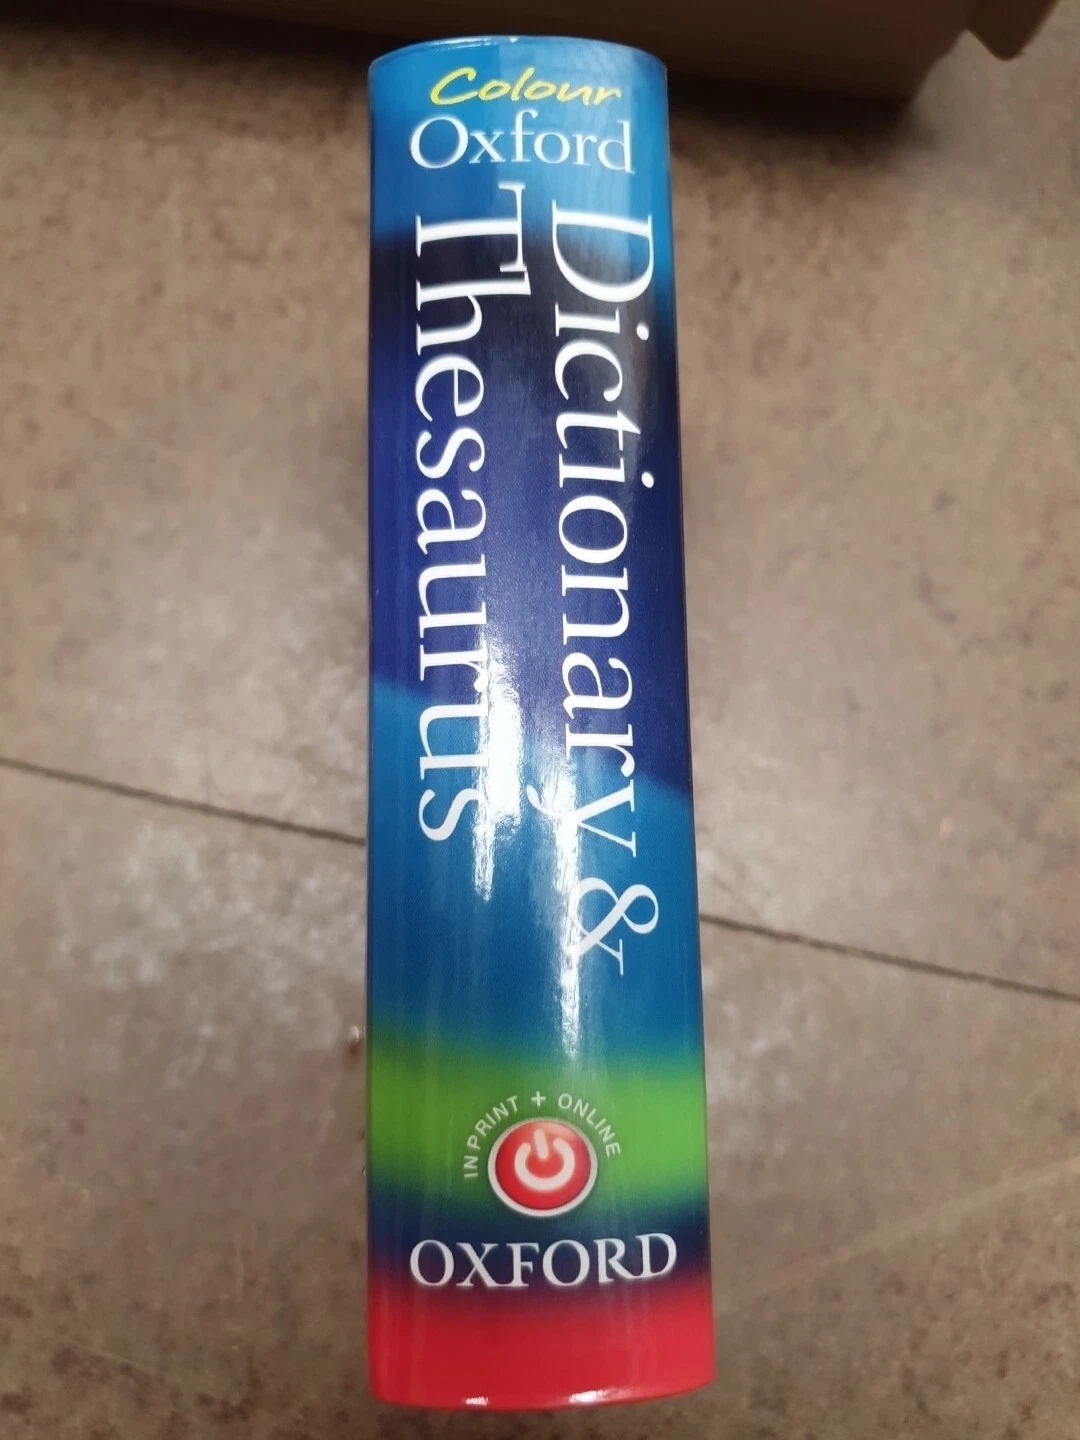 Colour
Oxford
Dictionary &
Thesaurus
IN PRINT + ONLINE
OXFORD